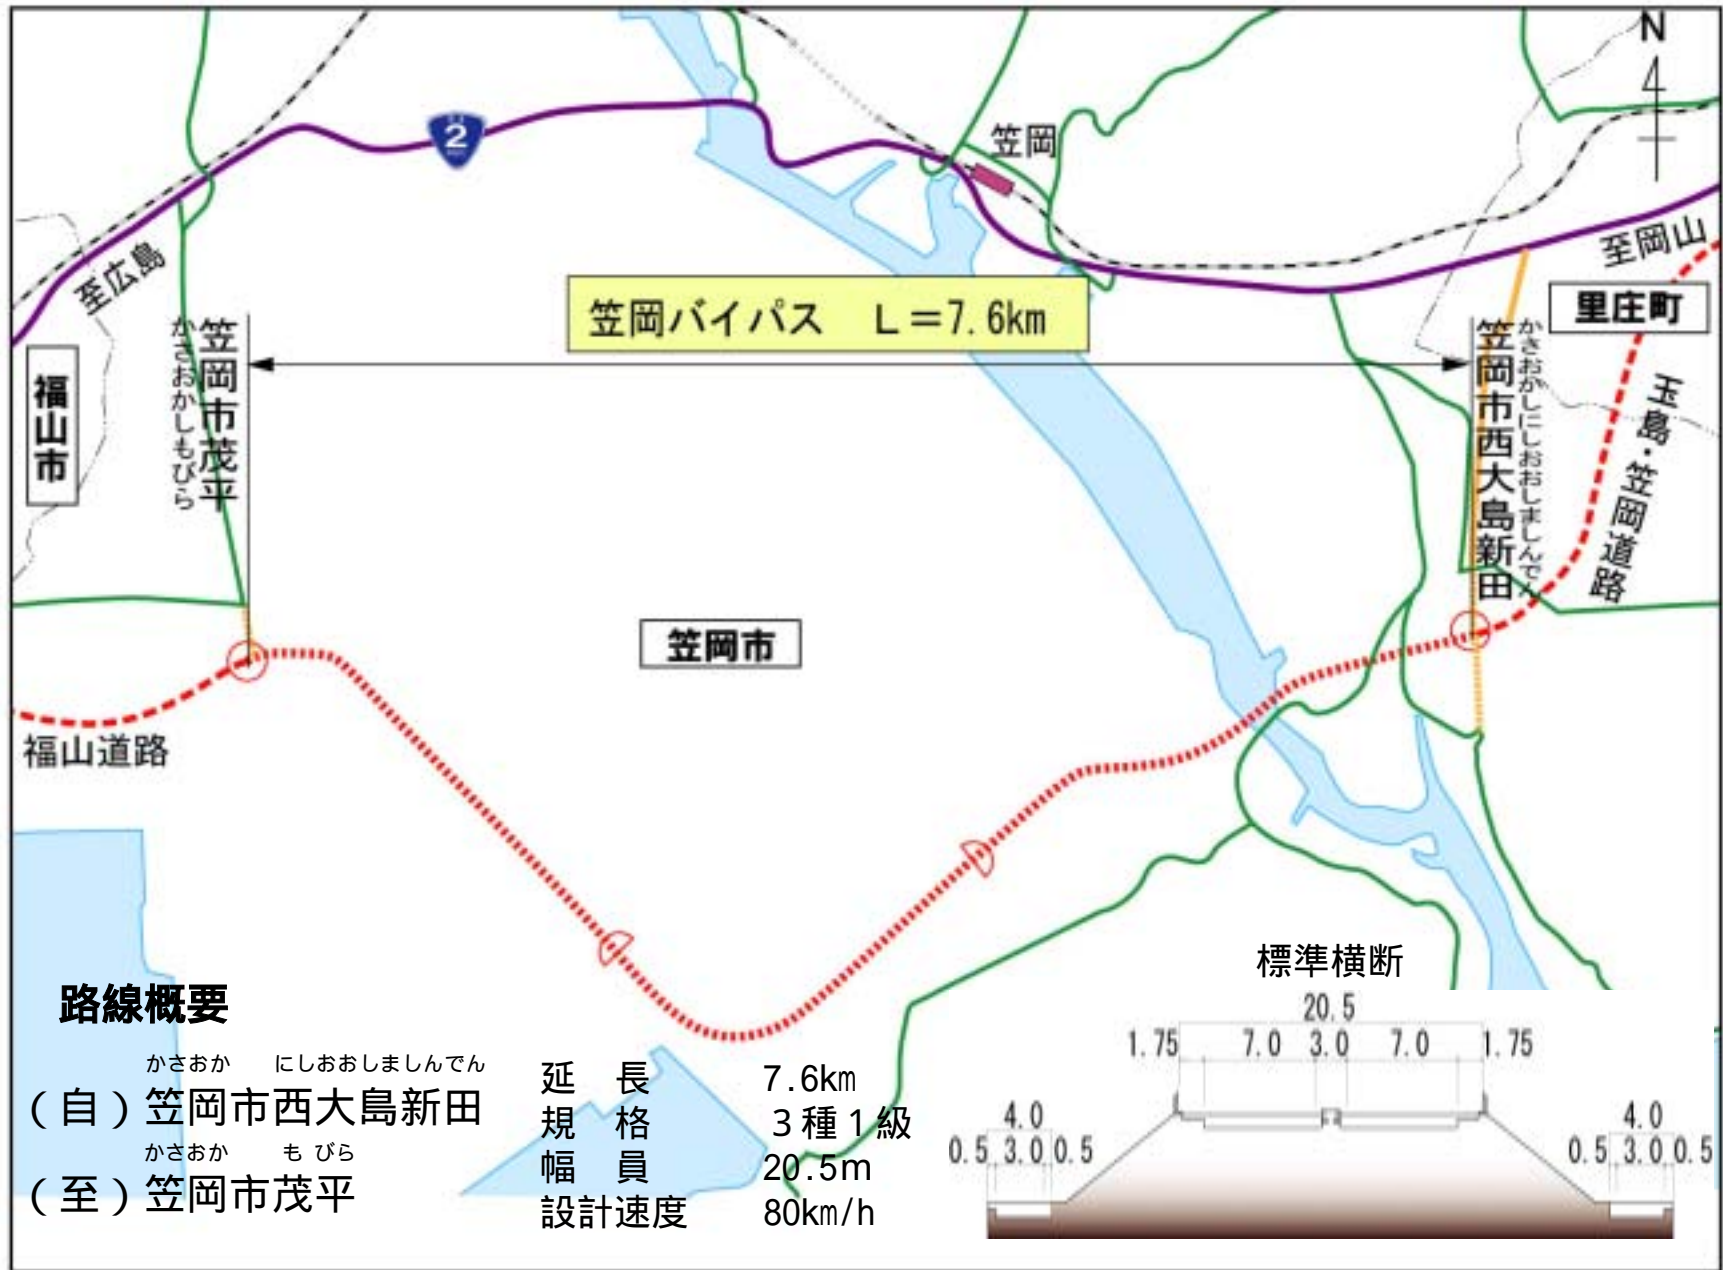 N
2
笠岡
至広島
至岡山
笠岡バイパス L=7.6km
里庄町
福山市
笠岡市茂平
かさおかしもびら
笠岡市西大島新田
かさおかしにしおおしましんでん
玉島・笠岡道路
笠岡市
福山道路
路線概要
かさおか にしおおしましんでん
（自）笠岡市西大島新田
かさおか もびら
（至）笠岡市茂平
延長 7.6km
規格 3種1級
幅員 20.5m
設計速度 80km/h
標準横断
20.5
1.75 7.0 3.0 7.0 1.75
4.0 4.0
0.5 3.0 0.5 0.5 3.0 0.5